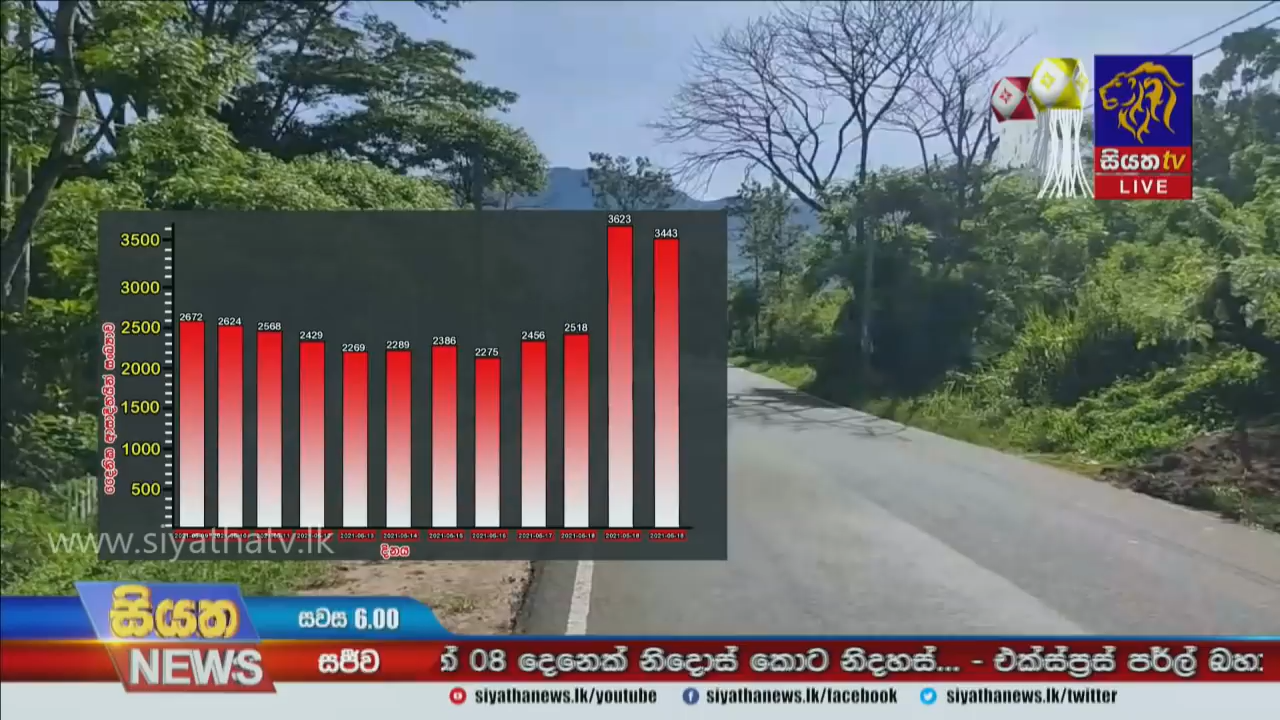 සියත tv
LIVE
3623
3443
3500
3000
2672
2624
2568
2518
2500
2429
2456
2386
2269
2289
2275
2000
1500
1000
500
දෛනික ආසාදිතයින් සංඛ්‍යාව
දිනය
www.siyathatv.lk
සියත
සවස 6.00
NEWS
සජීව
08 දෙනෙක් නිදොස් කොට නිදහස්... - එක්ස්ප්‍රස් පර්ල්
siyathanews.lk/youtube
siyathanews.lk/facebook
siyathanews.lk/twitter